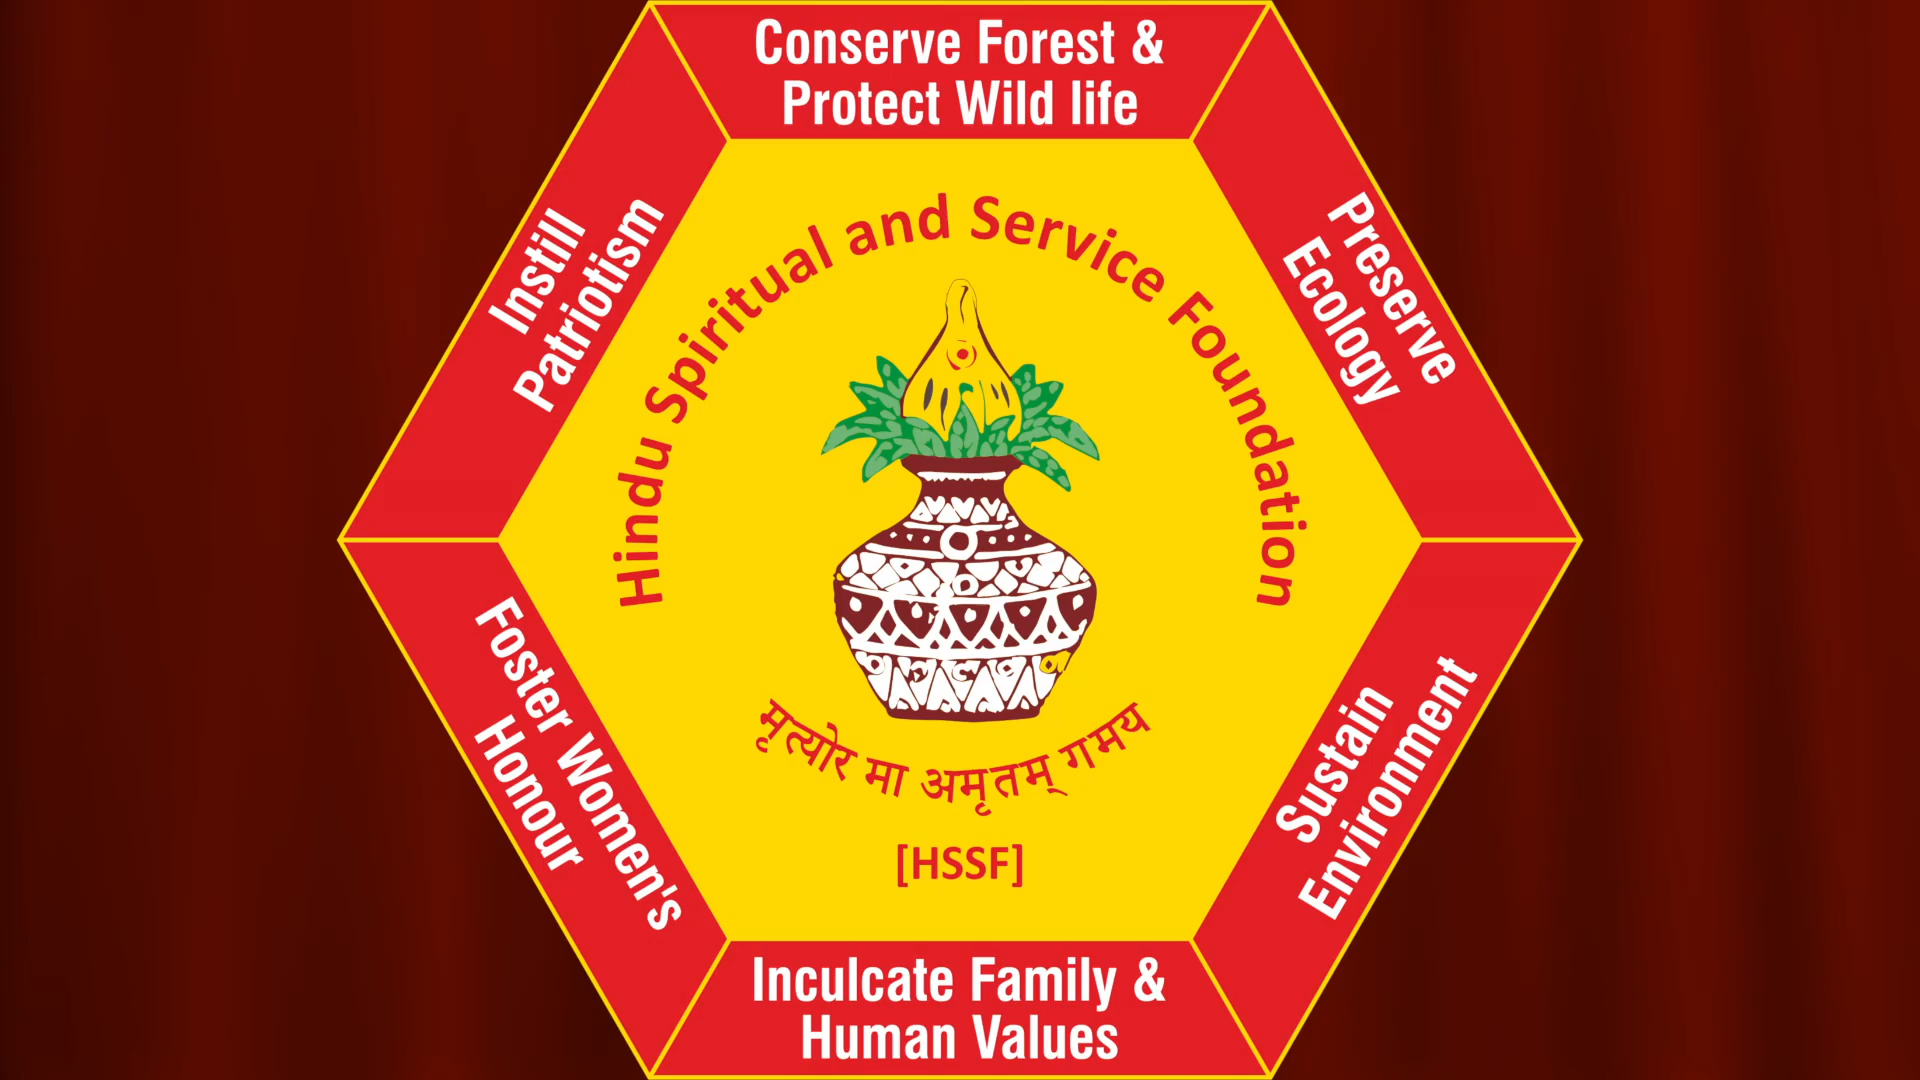 Conserve Forest &
Protect Wild life
Preserve
Ecology
Sustain
Environment
Inculcate Family &
Human Values
Foster Women's
Honour
Instill
Patriotism
Hindu Spiritual and Service Foundation
मृत्योर मा अमृतम् गमय
[HSSF]